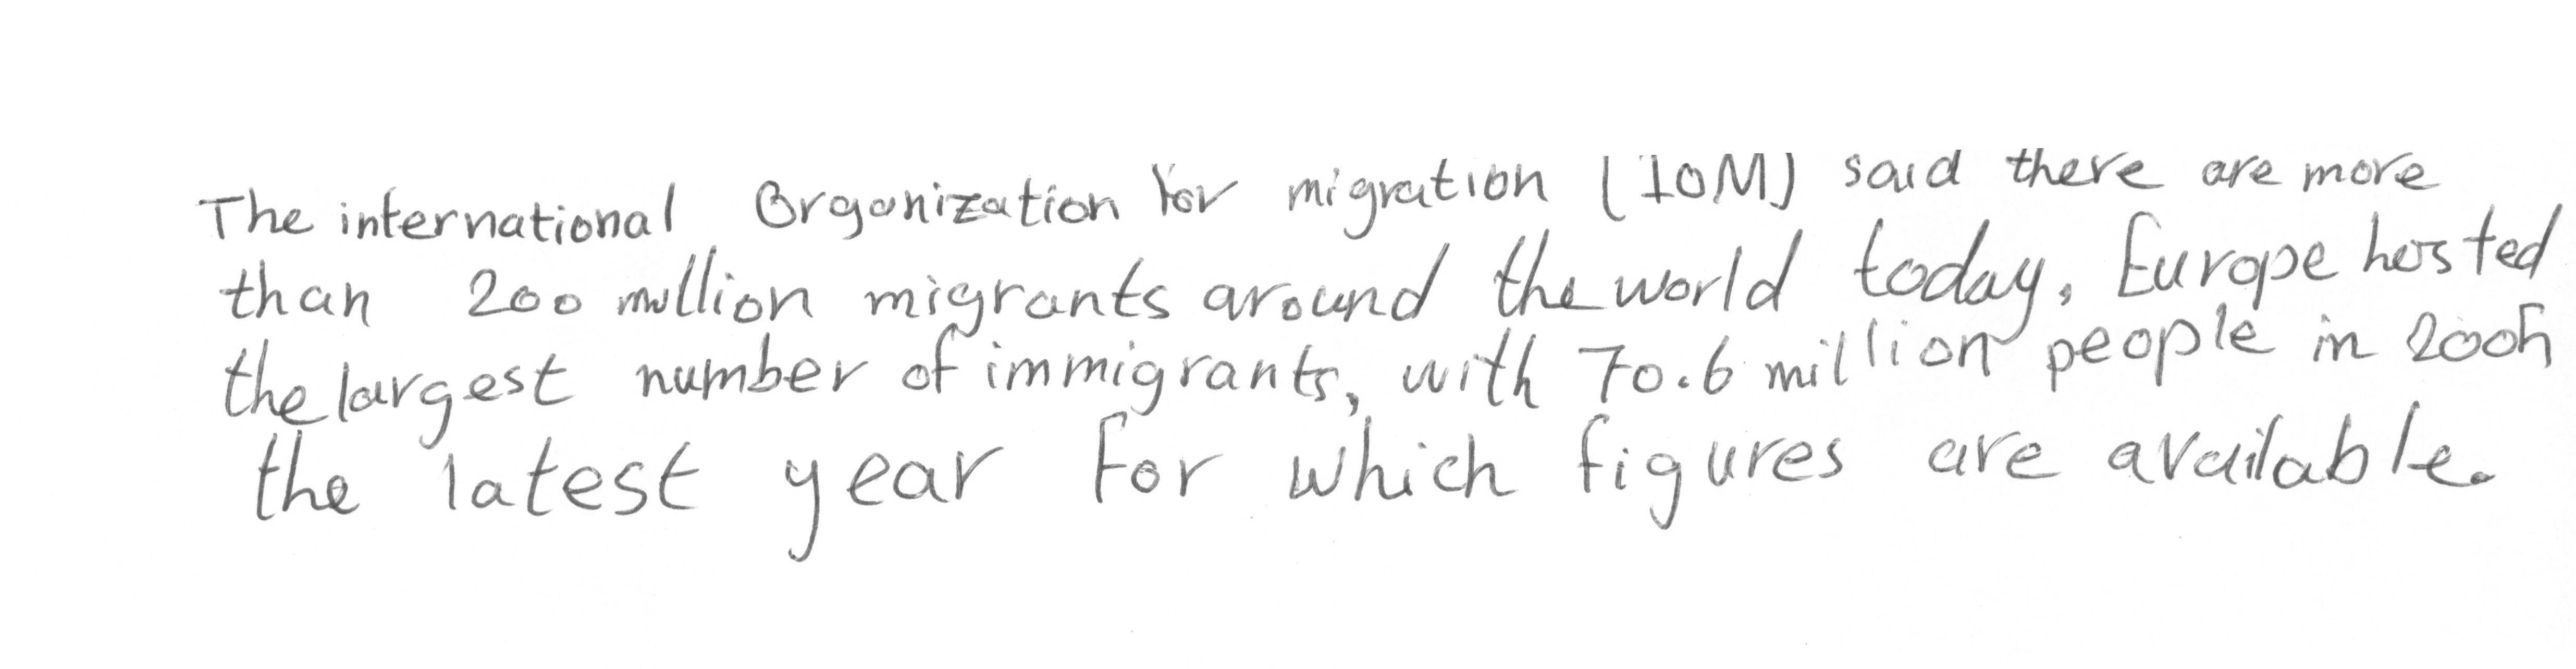 The international Organization for migration (IOM) said there are more
than 200 million migrants around the world today, Europe hosted
the largest number of immigrants, with 70.6 million people in 2005
the latest year for which figures are available.